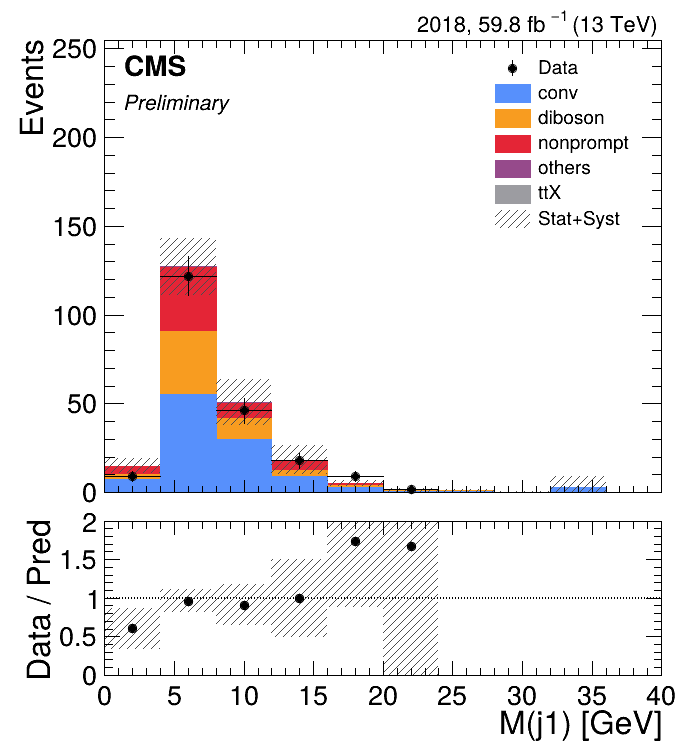 2018, 59.8 fb⁻¹ (13 TeV)
Events
250
200
150
100
50
0
CMS
Preliminary
Data
conv
diboson
nonprompt
others
ttX
Stat+Syst
Data / Pred
2
1.5
1
0.5
0
0 5 10 15 20 25 30 35 40
M(j1) [GeV]